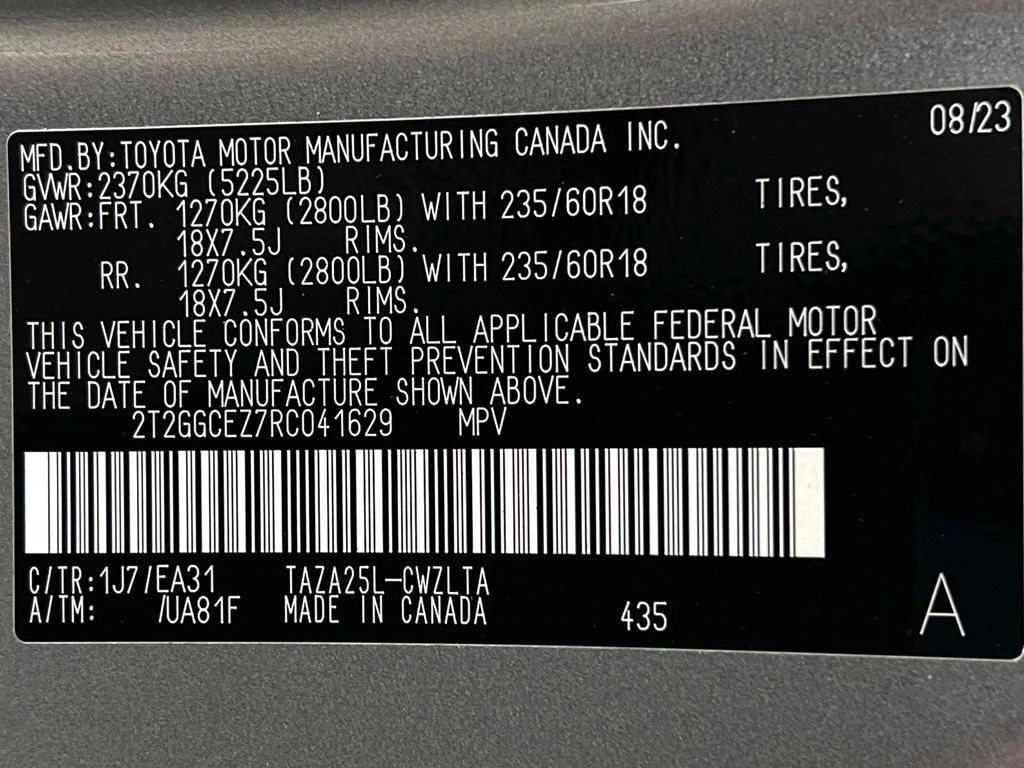 08/23
MFD.BY:TOYOTA MOTOR MANUFACTURING CANADA INC.
GVWR:2370KG (5225LB)
GAWR:FRT. 1270KG (2800LB) WITH 235/60R18 TIRES,
18X7.5J RIMS.
RR. 1270KG (2800LB) WITH 235/60R18 TIRES,
18X7.5J RIMS.
THIS VEHICLE CONFORMS TO ALL APPLICABLE FEDERAL MOTOR
VEHICLE SAFETY AND THEFT PREVENTION STANDARDS IN EFFECT ON
THE DATE OF MANUFACTURE SHOWN ABOVE.
2T2GGCEZ7RC041629 MPV
C/TR:1J7/EA31 TAZA25L-CWZLTA
A/TM: /UA81F MADE IN CANADA 435 A